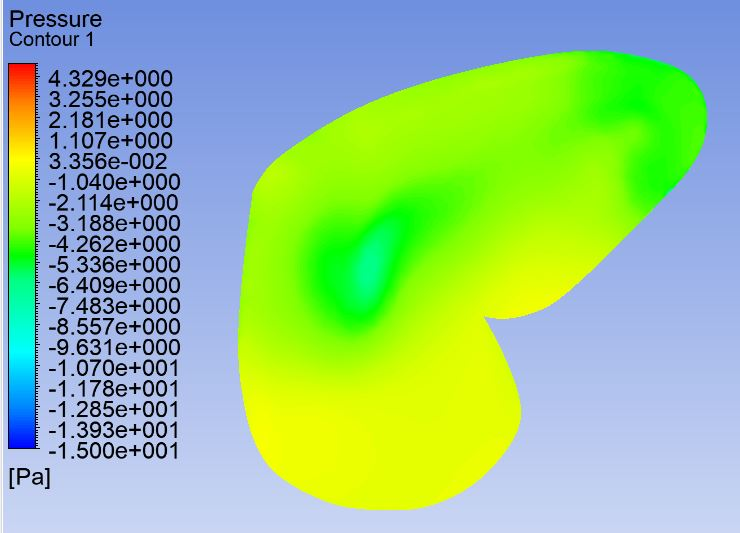 Pressure
Contour 1
4.329e+000
3.255e+000
2.181e+000
1.107e+000
3.356e-002
-1.040e+000
-2.114e+000
-3.188e+000
-4.262e+000
-5.336e+000
-6.409e+000
-7.483e+000
-8.557e+000
-9.631e+000
-1.070e+001
-1.178e+001
-1.285e+001
-1.393e+001
-1.500e+001
[Pa]